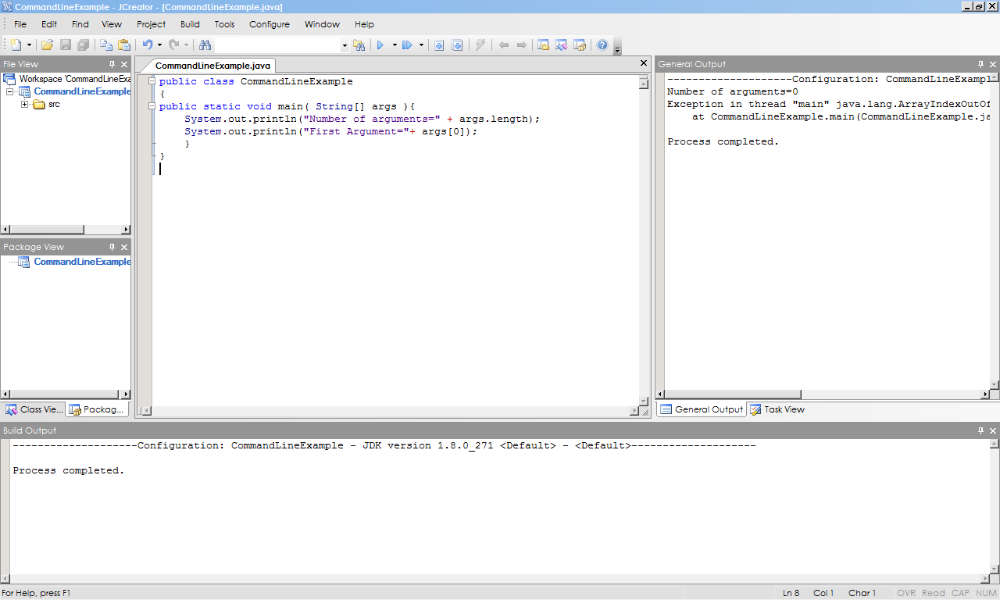 CommandLineExample - JCreator - [CommandLineExample.java]
File Edit Find View Project Build Tools Configure Window Help
File View
Workspace 'CommandLineExa
CommandLineExample
src
Package View
CommandLineExample
Class Vie... Packag...
CommandLineExample.java
public class CommandLineExample
{
public static void main( String[] args ){
System.out.println("Number of arguments=" + args.length);
System.out.println("First Argument="+ args[0]);
}
}
General Output
--------------------Configuration: CommandLineExampl
Number of arguments=0
Exception in thread "main" java.lang.ArrayIndexOutOf
at CommandLineExample.main(CommandLineExample.ja
Process completed.
General Output Task View
Build Output
--------------------Configuration: CommandLineExample - JDK version 1.8.0_271 <Default> - <Default>--------------------
Process completed.
For Help, press F1
Ln 8 Col 1 Char 1 OVR Read CAP NUM